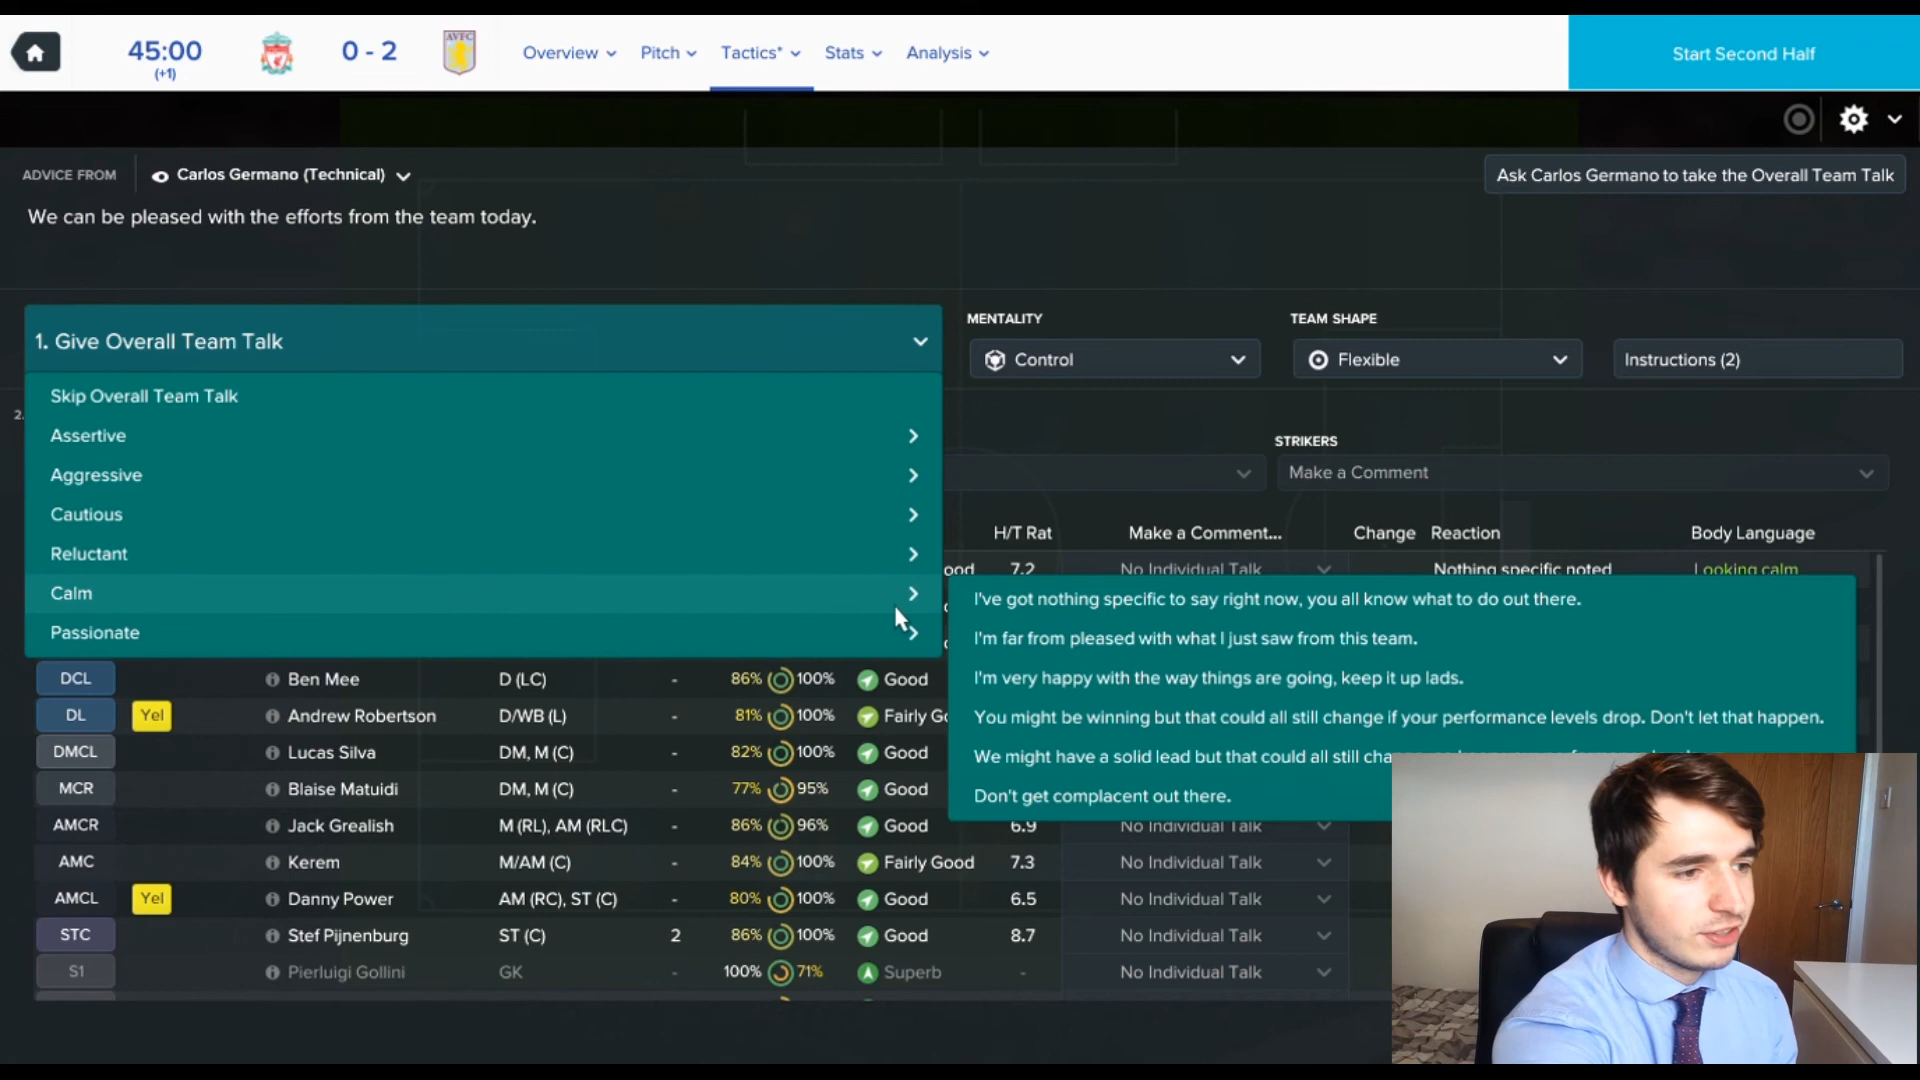 45:00
(+1)
0 - 2
AVFC
Overview
Pitch
Tactics*
Stats
Analysis
Start Second Half
ADVICE FROM
Carlos Germano (Technical)
Ask Carlos Germano to take the Overall Team Talk
We can be pleased with the efforts from the team today.
1. Give Overall Team Talk
MENTALITY
TEAM SHAPE
Control
Flexible
Instructions (2)
Skip Overall Team Talk
2.
Assertive
STRIKERS
Aggressive
Make a Comment
Cautious
H/T Rat Make a Comment... Change Reaction Body Language
Reluctant
ood 7.2 No Individual Talk Nothing specific noted Looking calm
Calm
Passionate
I've got nothing specific to say right now, you all know what to do out there.
I'm far from pleased with what I just saw from this team.
I'm very happy with the way things are going, keep it up lads.
You might be winning but that could all still change if your performance levels drop. Don't let that happen.
We might have a solid lead but that could all still cha
Don't get complacent out there.
DCL Ben Mee D (LC) - 86% 100% Good
DL Yel Andrew Robertson D/WB (L) - 81% 100% Fairly Go
DMCL Lucas Silva DM, M (C) - 82% 100% Good
MCR Blaise Matuidi DM, M (C) - 77% 95% Good
AMCR Jack Grealish M (RL), AM (RLC) - 86% 96% Good 6.9 No Individual Talk
AMC Kerem M/AM (C) - 84% 100% Fairly Good 7.3 No Individual Talk
AMCL Yel Danny Power AM (RC), ST (C) - 80% 100% Good 6.5 No Individual Talk
STC Stef Pijnenburg ST (C) 2 86% 100% Good 8.7 No Individual Talk
S1 Pierluigi Gollini GK - 100% 71% Superb - No Individual Talk